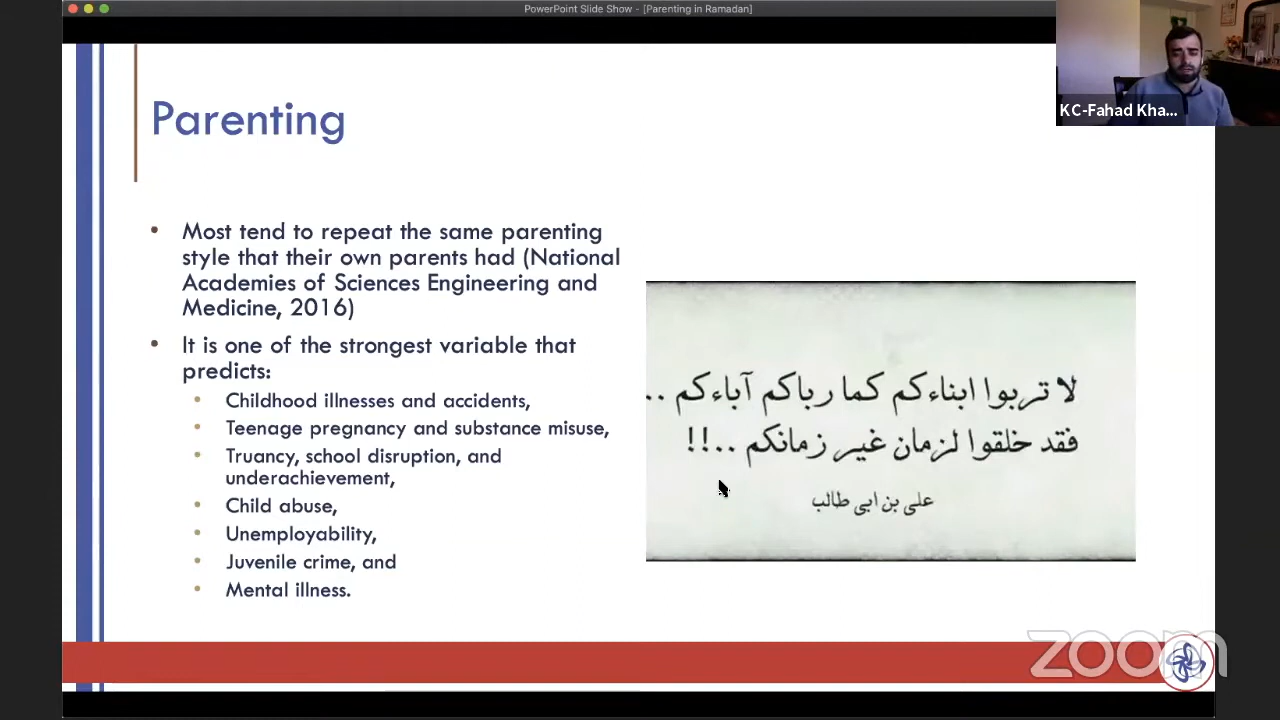 PowerPoint Slide Show - [Parenting in Ramadan]
KC-Fahad Kha...
Parenting
• Most tend to repeat the same parenting
style that their own parents had (National
Academies of Sciences Engineering and
Medicine, 2016)
• It is one of the strongest variable that
predicts:
• Childhood illnesses and accidents,
• Teenage pregnancy and substance misuse,
• Truancy, school disruption, and
underachievement,
• Child abuse,
• Unemployability,
• Juvenile crime, and
• Mental illness.
لا تربوا ابناءكم كما رباكم آباءكم ..
فقد خلقوا لزمان غير زمانكم ..!!
علي بن ابي طالب
zoom